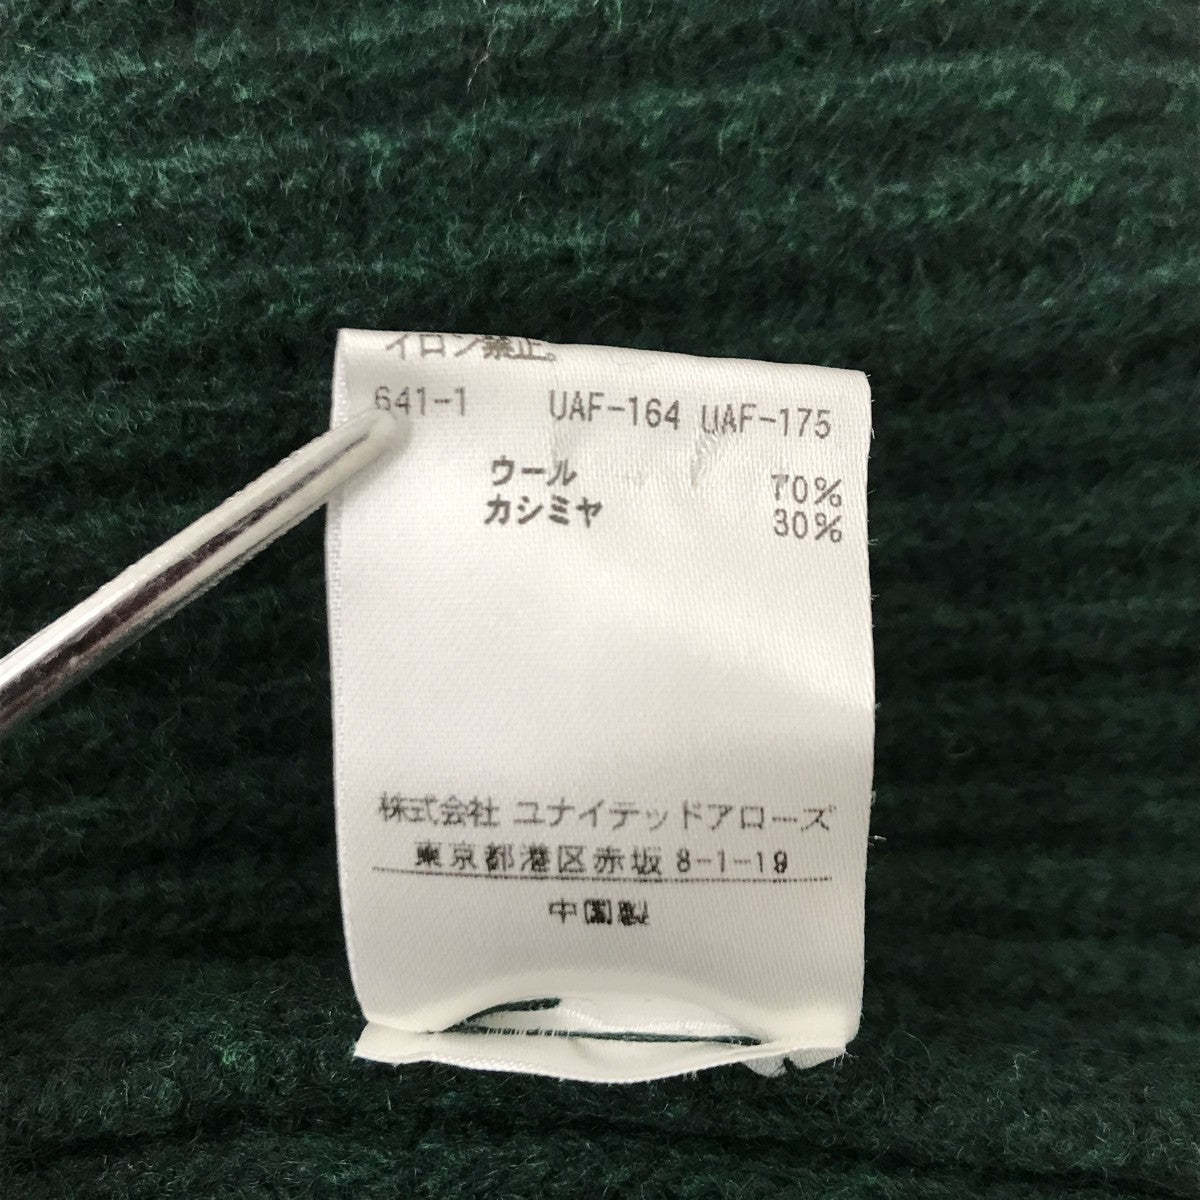 イロン禁止。
641-1 UAF-164 UAF-175
ウール 70%
カシミヤ 30%
株式会社 ユナイテッドアローズ
東京都港区赤坂 8-1-19
中国製